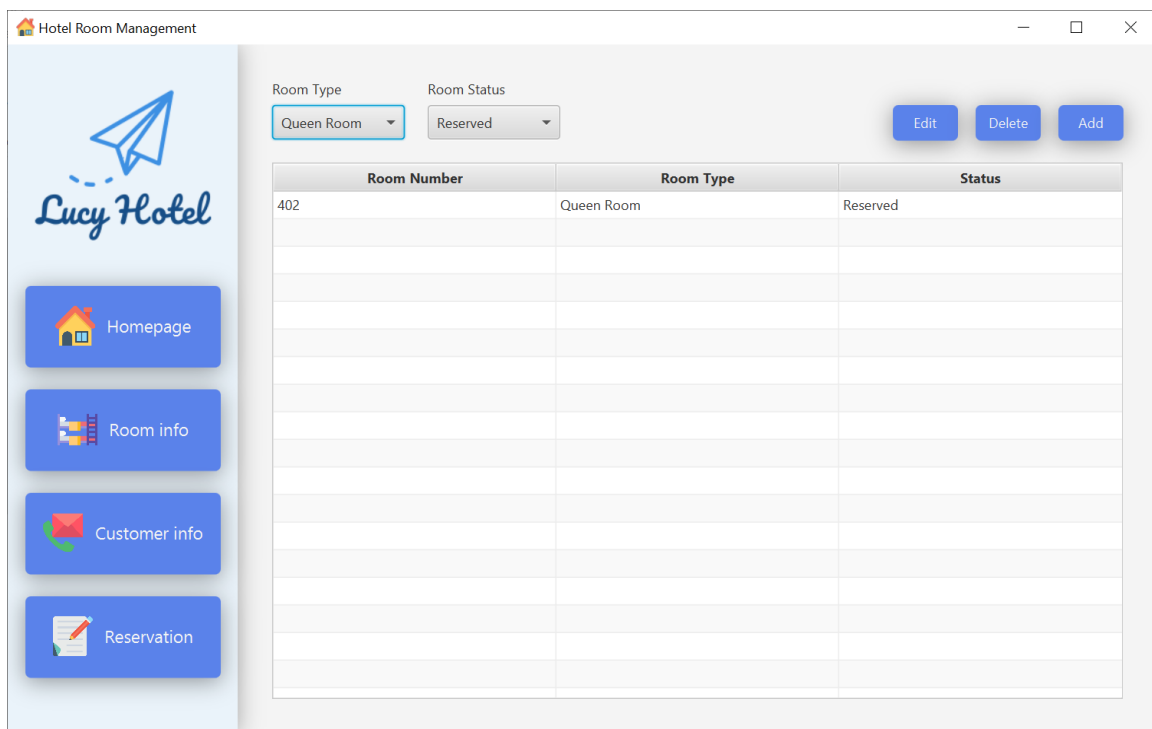 Hotel Room Management
Lucy Hotel
Homepage
Room info
Customer info
Reservation
Room Type Room Status
Queen Room Reserved Edit Delete Add
Room Number Room Type Status
402 Queen Room Reserved